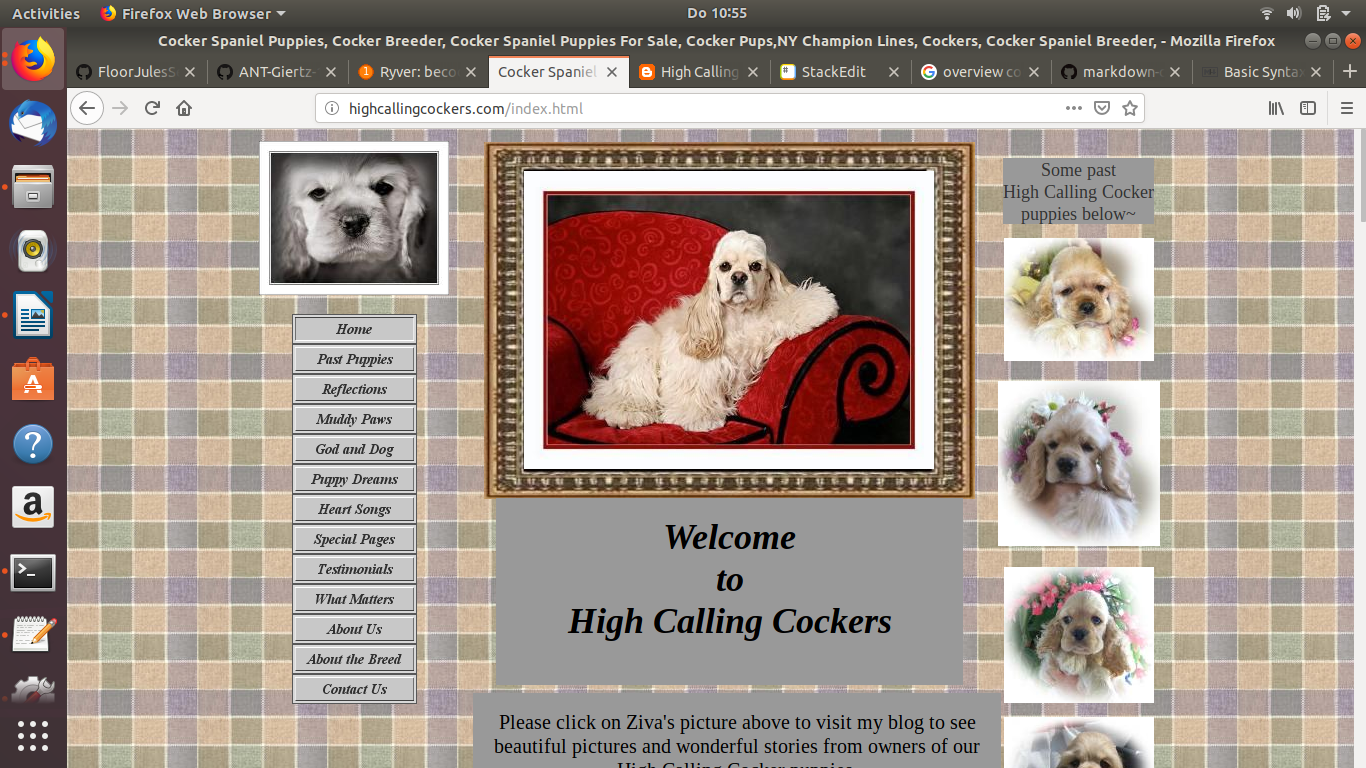 Activities
Firefox Web Browser
Do 10:55
Cocker Spaniel Puppies, Cocker Breeder, Cocker Spaniel Puppies For Sale, Cocker Pups,NY Champion Lines, Cockers, Cocker Spaniel Breeder, - Mozilla Firefox
FloorJulesS
ANT-Giertz-
Ryver: beco
Cocker Spaniel
High Calling
StackEdit
overview co
markdown-
Basic Synta
highcallingcockers.com/index.html
Home
Past Puppies
Reflections
Muddy Paws
God and Dog
Puppy Dreams
Heart Songs
Special Pages
Testimonials
What Matters
About Us
About the Breed
Contact Us
Welcome
to
High Calling Cockers
Please click on Ziva's picture above to visit my blog to see
beautiful pictures and wonderful stories from owners of our
High Calling Cocker puppies
Some past
High Calling Cocker
puppies below~